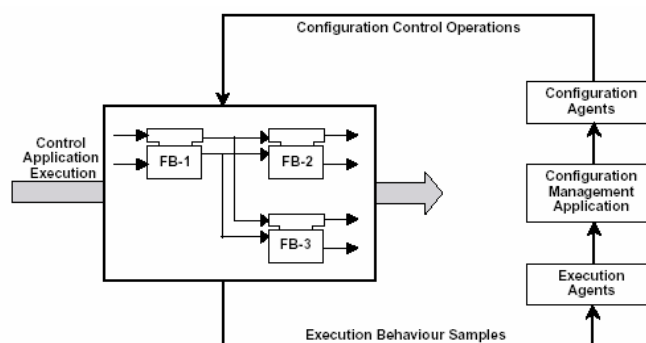 Configuration Control Operations
Configuration
Agents
Control
Application
Execution
FB-1
FB-2
Configuration
Management
Application
FB-3
Execution
Agents
Execution Behaviour Samples